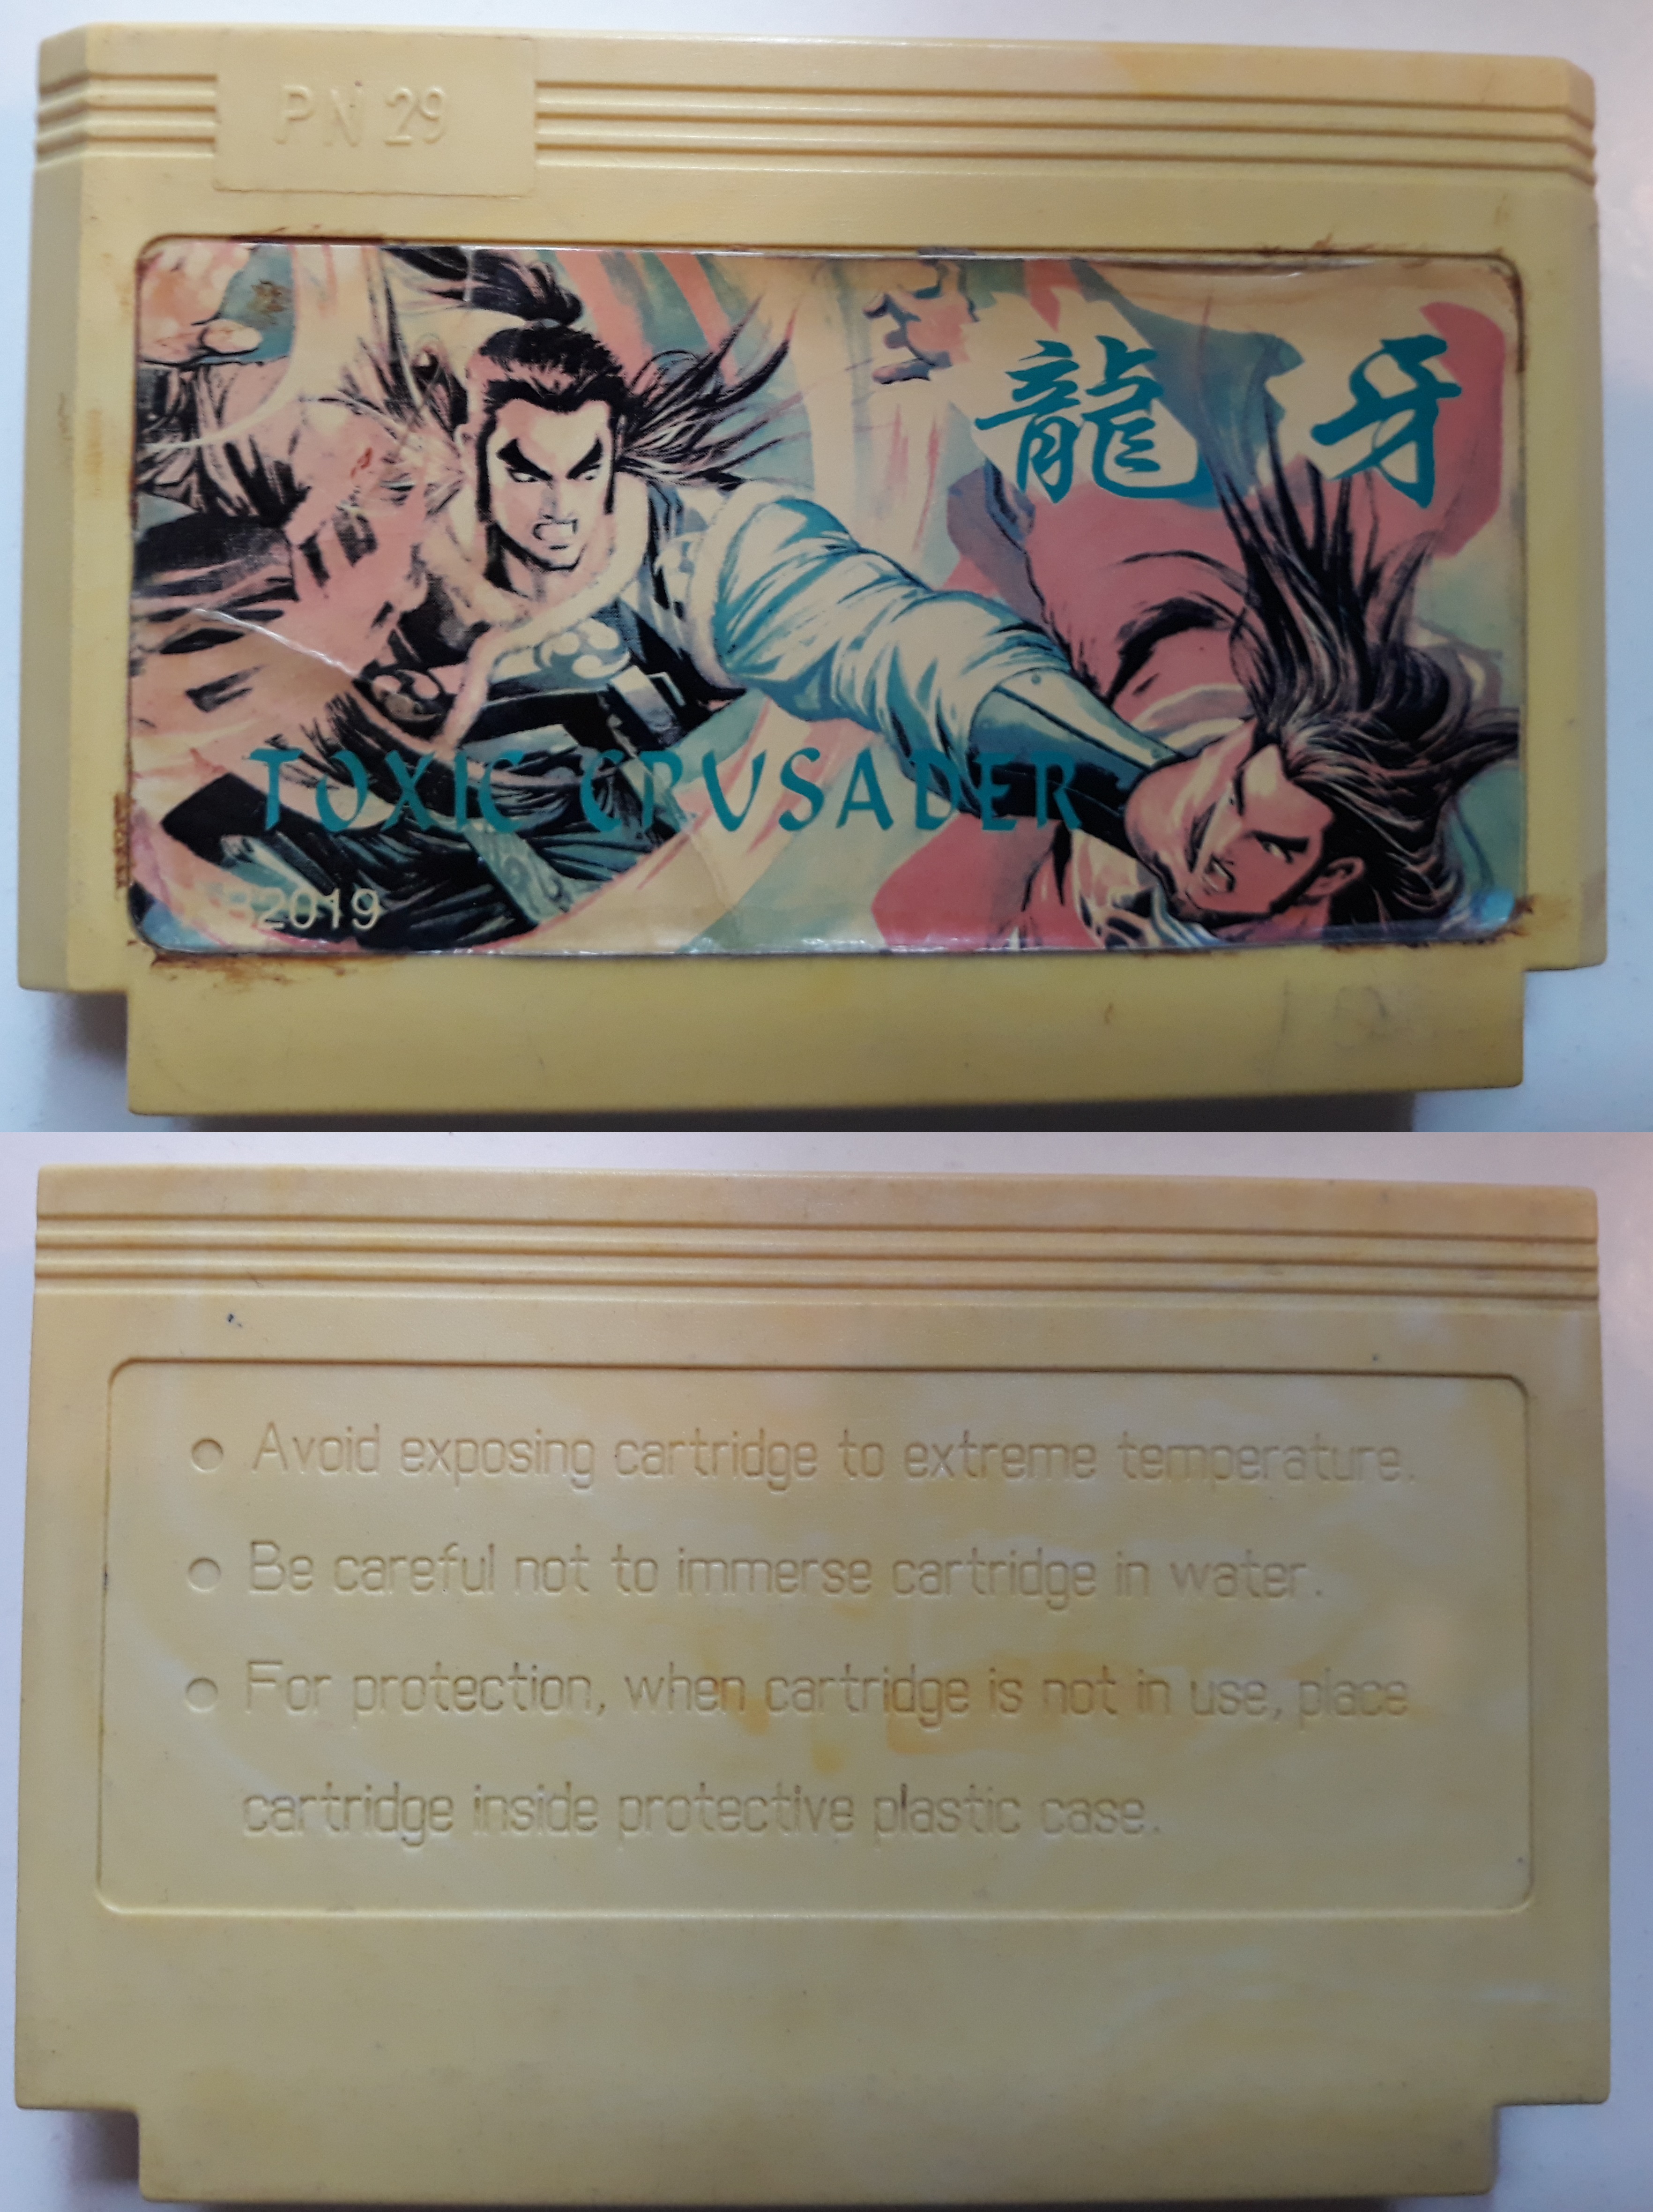 PN 29
龍 牙
TOXIC CRUSADER
2019
● Avoid exposing cartridge to extreme temperature.
● Be careful not to immerse cartridge in water.
● For protection, when cartridge is not in use, place
cartridge inside protective plastic case.